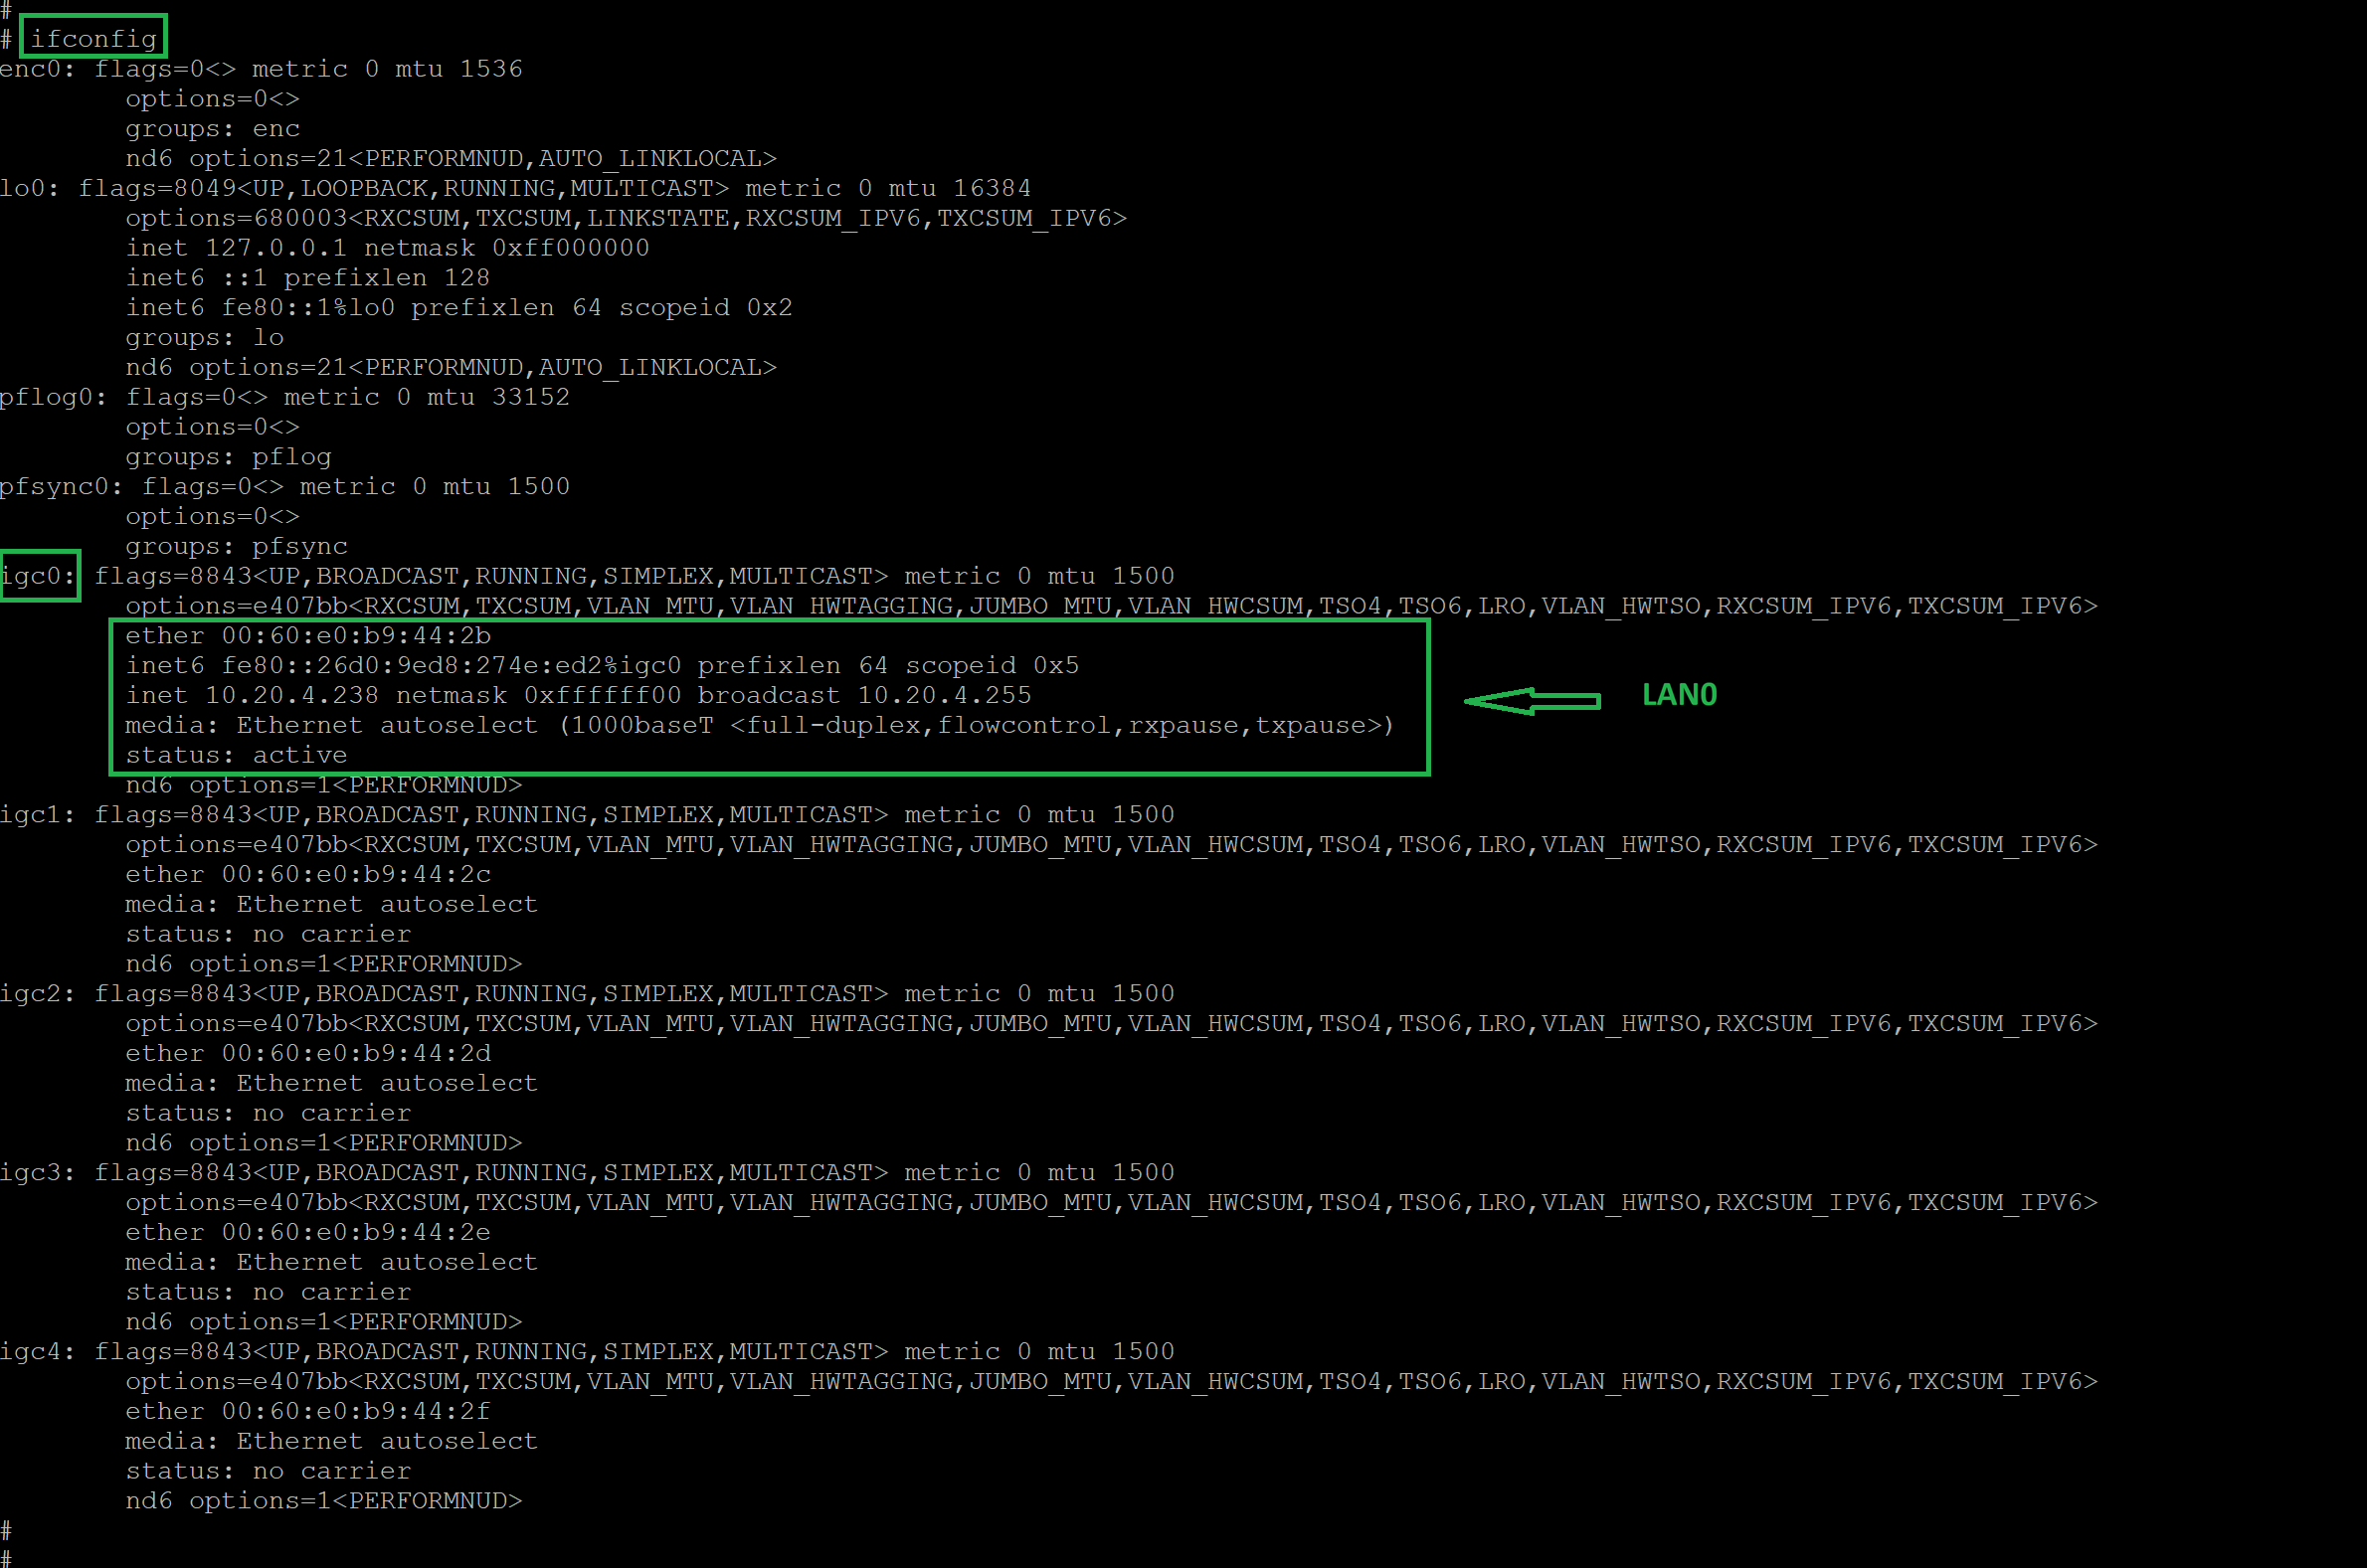 #
# ifconfig
enc0: flags=0<> metric 0 mtu 1536
options=0<>
groups: enc
nd6 options=21<PERFORMNUD,AUTO_LINKLOCAL>
lo0: flags=8049<UP,LOOPBACK,RUNNING,MULTICAST> metric 0 mtu 16384
options=680003<RXCSUM,TXCSUM,LINKSTATE,RXCSUM_IPV6,TXCSUM_IPV6>
inet 127.0.0.1 netmask 0xff000000
inet6 ::1 prefixlen 128
inet6 fe80::1%lo0 prefixlen 64 scopeid 0x2
groups: lo
nd6 options=21<PERFORMNUD,AUTO_LINKLOCAL>
pflog0: flags=0<> metric 0 mtu 33152
options=0<>
groups: pflog
pfsync0: flags=0<> metric 0 mtu 1500
options=0<>
groups: pfsync
igc0: flags=8843<UP,BROADCAST,RUNNING,SIMPLEX,MULTICAST> metric 0 mtu 1500
options=e407bb<RXCSUM,TXCSUM,VLAN_MTU,VLAN_HWTAGGING,JUMBO_MTU,VLAN_HWCSUM,TSO4,TSO6,LRO,VLAN_HWTSO,RXCSUM_IPV6,TXCSUM_IPV6>
ether 00:60:e0:b9:44:2b
inet6 fe80::26d0:9ed8:274e:ed2%igc0 prefixlen 64 scopeid 0x5
inet 10.20.4.238 netmask 0xffffff00 broadcast 10.20.4.255
LAN0
media: Ethernet autoselect (1000baseT <full-duplex,flowcontrol,rxpause,txpause>)
status: active
nd6 options=1<PERFORMNUD>
igc1: flags=8843<UP,BROADCAST,RUNNING,SIMPLEX,MULTICAST> metric 0 mtu 1500
options=e407bb<RXCSUM,TXCSUM,VLAN_MTU,VLAN_HWTAGGING,JUMBO_MTU,VLAN_HWCSUM,TSO4,TSO6,LRO,VLAN_HWTSO,RXCSUM_IPV6,TXCSUM_IPV6>
ether 00:60:e0:b9:44:2c
media: Ethernet autoselect
status: no carrier
nd6 options=1<PERFORMNUD>
igc2: flags=8843<UP,BROADCAST,RUNNING,SIMPLEX,MULTICAST> metric 0 mtu 1500
options=e407bb<RXCSUM,TXCSUM,VLAN_MTU,VLAN_HWTAGGING,JUMBO_MTU,VLAN_HWCSUM,TSO4,TSO6,LRO,VLAN_HWTSO,RXCSUM_IPV6,TXCSUM_IPV6>
ether 00:60:e0:b9:44:2d
media: Ethernet autoselect
status: no carrier
nd6 options=1<PERFORMNUD>
igc3: flags=8843<UP,BROADCAST,RUNNING,SIMPLEX,MULTICAST> metric 0 mtu 1500
options=e407bb<RXCSUM,TXCSUM,VLAN_MTU,VLAN_HWTAGGING,JUMBO_MTU,VLAN_HWCSUM,TSO4,TSO6,LRO,VLAN_HWTSO,RXCSUM_IPV6,TXCSUM_IPV6>
ether 00:60:e0:b9:44:2e
media: Ethernet autoselect
status: no carrier
nd6 options=1<PERFORMNUD>
igc4: flags=8843<UP,BROADCAST,RUNNING,SIMPLEX,MULTICAST> metric 0 mtu 1500
options=e407bb<RXCSUM,TXCSUM,VLAN_MTU,VLAN_HWTAGGING,JUMBO_MTU,VLAN_HWCSUM,TSO4,TSO6,LRO,VLAN_HWTSO,RXCSUM_IPV6,TXCSUM_IPV6>
ether 00:60:e0:b9:44:2f
media: Ethernet autoselect
status: no carrier
nd6 options=1<PERFORMNUD>
#
#